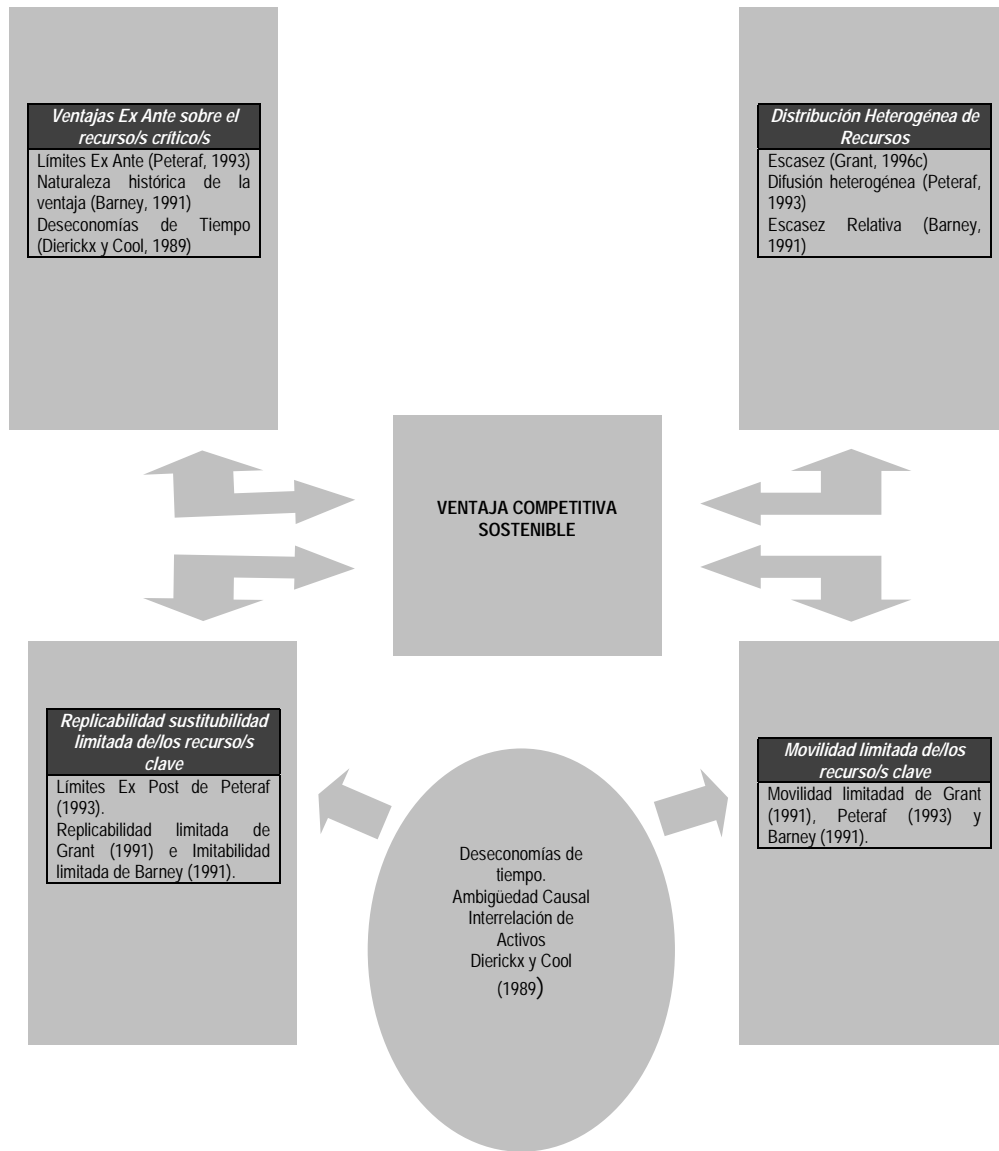 Ventajas Ex Ante sobre el
recurso/s crítico/s
Límites Ex Ante (Peteraf, 1993)
Naturaleza histórica de la
ventaja (Barney, 1991)
Deseconomías de Tiempo
(Dierickx y Cool, 1989)
Distribución Heterogénea de
Recursos
Escasez (Grant, 1996c)
Difusión heterogénea (Peteraf,
1993)
Escasez Relativa (Barney,
1991)
VENTAJA COMPETITIVA
SOSTENIBLE
Replicabilidad sustitubilidad
limitada de/los recurso/s
clave
Límites Ex Post de Peteraf
(1993).
Replicabilidad limitada de
Grant (1991) e Imitabilidad
limitada de Barney (1991).
Deseconomías de
tiempo.
Ambigüedad Causal
Interrelación de
Activos
Dierickx y Cool
(1989)
Movilidad limitada de/los
recurso/s clave
Movilidad limitadad de Grant
(1991), Peteraf (1993) y
Barney (1991).